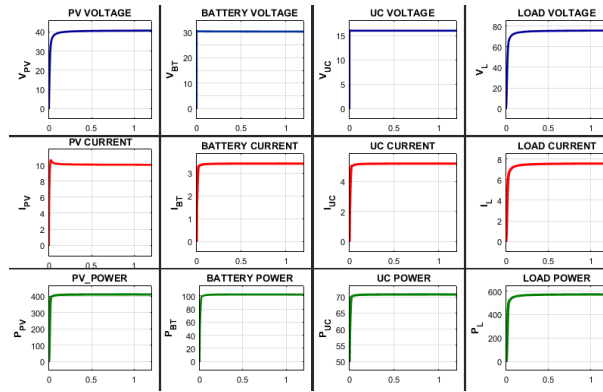 PV VOLTAGE
40
30
20
10
0
V_PV
0 0.5 1
BATTERY VOLTAGE
30
20
10
0
V_BT
0 0.5 1
UC VOLTAGE
15
10
5
0
V_UC
0 0.5 1
LOAD VOLTAGE
80
60
40
20
0
V_L
0 0.5 1
PV CURRENT
10
8
6
4
2
0
I_PV
0 0.5 1
BATTERY CURRENT
3
2
1
0
I_BT
0 0.5 1
UC CURRENT
4
2
0
I_UC
0 0.5 1
LOAD CURRENT
8
6
4
2
0
I_L
0 0.5 1
PV_POWER
400
300
200
100
0
P_PV
0 0.5 1
BATTERY POWER
100
80
60
40
20
0
P_BT
0 0.5 1
UC POWER
70
65
60
55
50
P_UC
0 0.5 1
LOAD POWER
600
400
200
0
P_L
0 0.5 1